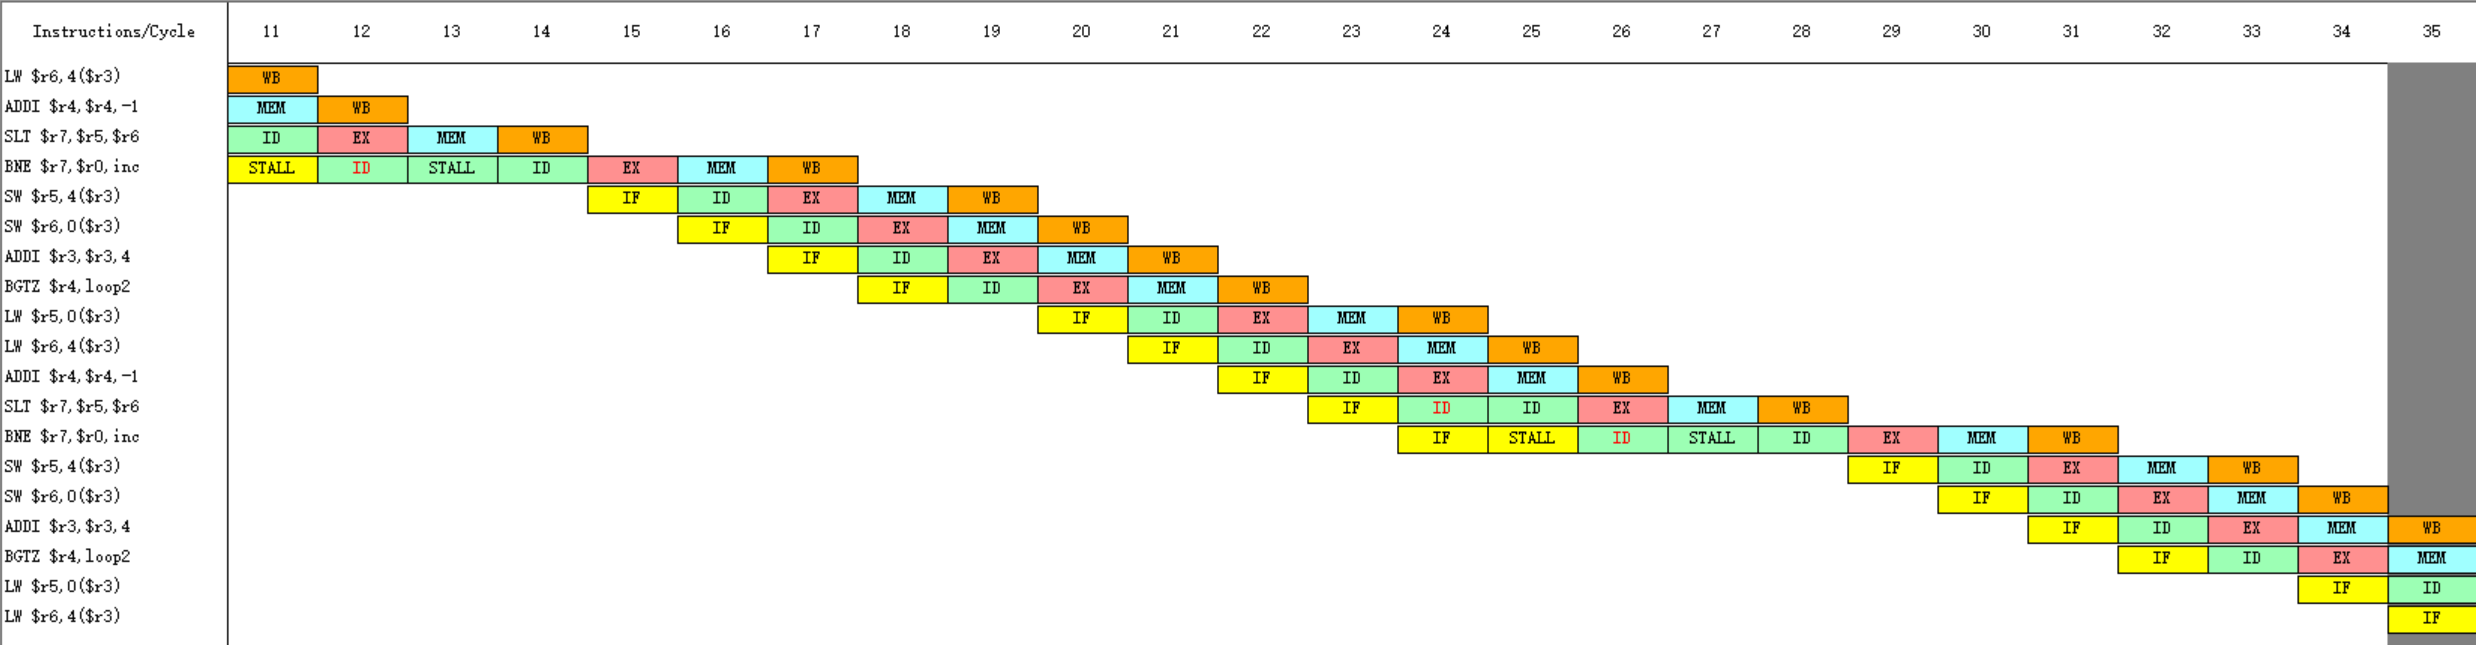 Instructions/Cycle 11 12 13 14 15 16 17 18 19 20 21 22 23 24 25 26 27 28 29 30 31 32 33 34 35
LW $r6,4($r3) WB
ADDI $r4,$r4,-1 MEM WB
SLT $r7,$r5,$r6 ID EX MEM WB
BNE $r7,$r0,inc STALL ID STALL ID EX MEM WB
SW $r5,4($r3) IF ID EX MEM WB
SW $r6,0($r3) IF ID EX MEM WB
ADDI $r3,$r3,4 IF ID EX MEM WB
BGTZ $r4,loop2 IF ID EX MEM WB
LW $r5,0($r3) IF ID EX MEM WB
LW $r6,4($r3) IF ID EX MEM WB
ADDI $r4,$r4,-1 IF ID EX MEM WB
SLT $r7,$r5,$r6 IF ID ID EX MEM WB
BNE $r7,$r0,inc IF STALL ID STALL ID EX MEM WB
SW $r5,4($r3) IF ID EX MEM WB
SW $r6,0($r3) IF ID EX MEM WB
ADDI $r3,$r3,4 IF ID EX MEM WB
BGTZ $r4,loop2 IF ID EX MEM
LW $r5,0($r3) IF ID
LW $r6,4($r3) IF